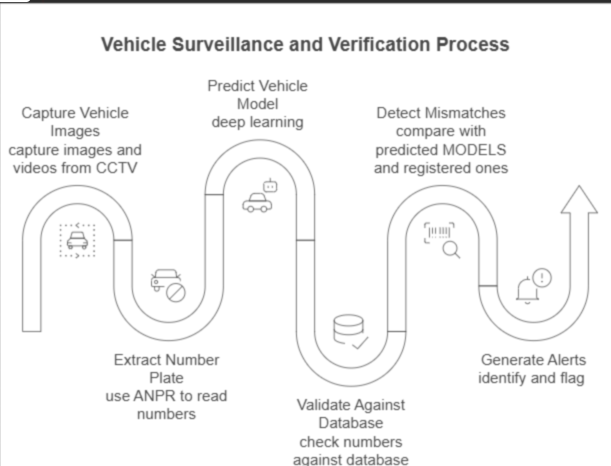 Vehicle Surveillance and Verification Process
Capture Vehicle
Images
capture images and
videos from CCTV
Extract Number
Plate
use ANPR to read
numbers
Predict Vehicle
Model
deep learning
Validate Against
Database
check numbers
against database
Detect Mismatches
compare with
predicted MODELS
and registered ones
Generate Alerts
identify and flag